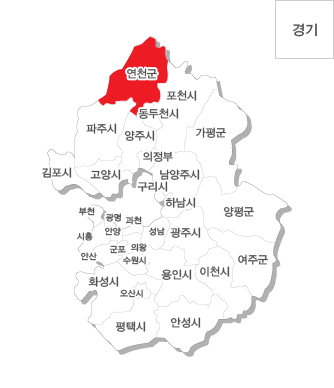 경기
연천군
포천시
동두천시
파주시
양주시
가평군
의정부
김포시
고양시
남양주시
구리시
하남시
부천
광명
과천
양평군
시흥
안양
성남
광주시
군포
의왕
안산
수원시
여주군
용인시
이천시
화성시
오산시
평택시
안성시